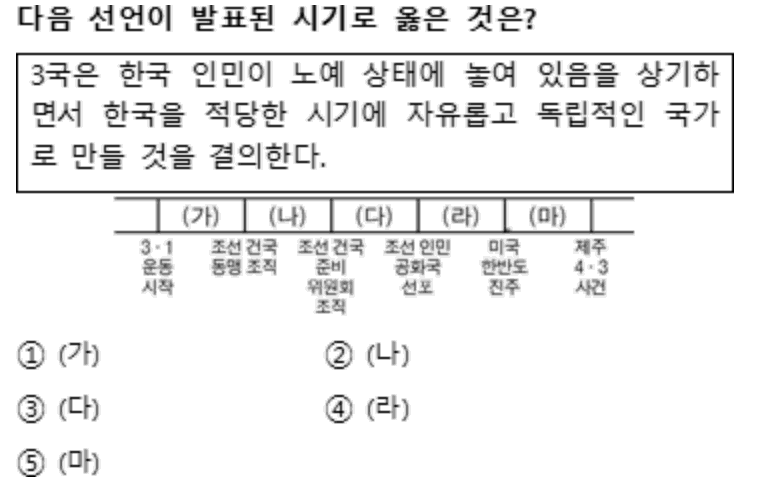 다음 선언이 발표된 시기로 옳은 것은?
3국은 한국 인민이 노예 상태에 놓여 있음을 상기하
면서 한국을 적당한 시기에 자유롭고 독립적인 국가
로 만들 것을 결의한다.
(가) (나) (다) (라) (마)
3·1 조선 건국 조선 건국 조선 인민 미국 제주
운동 동맹 조직 준비 공화국 한반도 4·3
시작 위원회 선포 진주 사건
조직
① (가) ② (나)
③ (다) ④ (라)
⑤ (마)